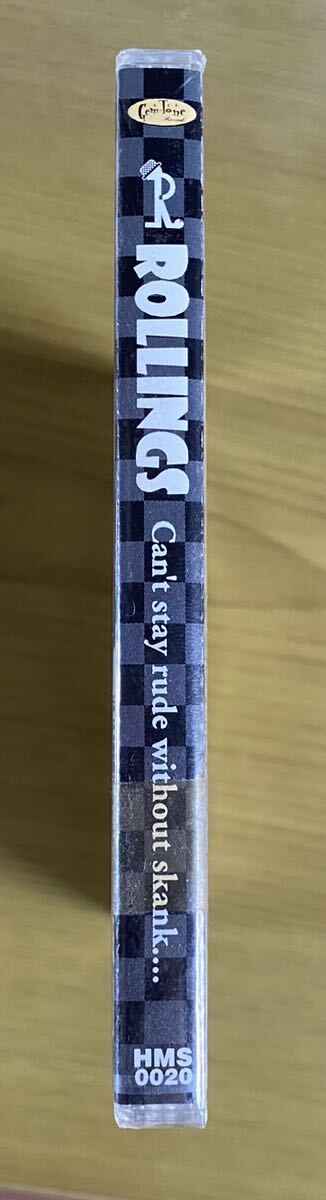 Gem-Tone
ROLLINGS
Can't stay rude without skank....
HMS
0020